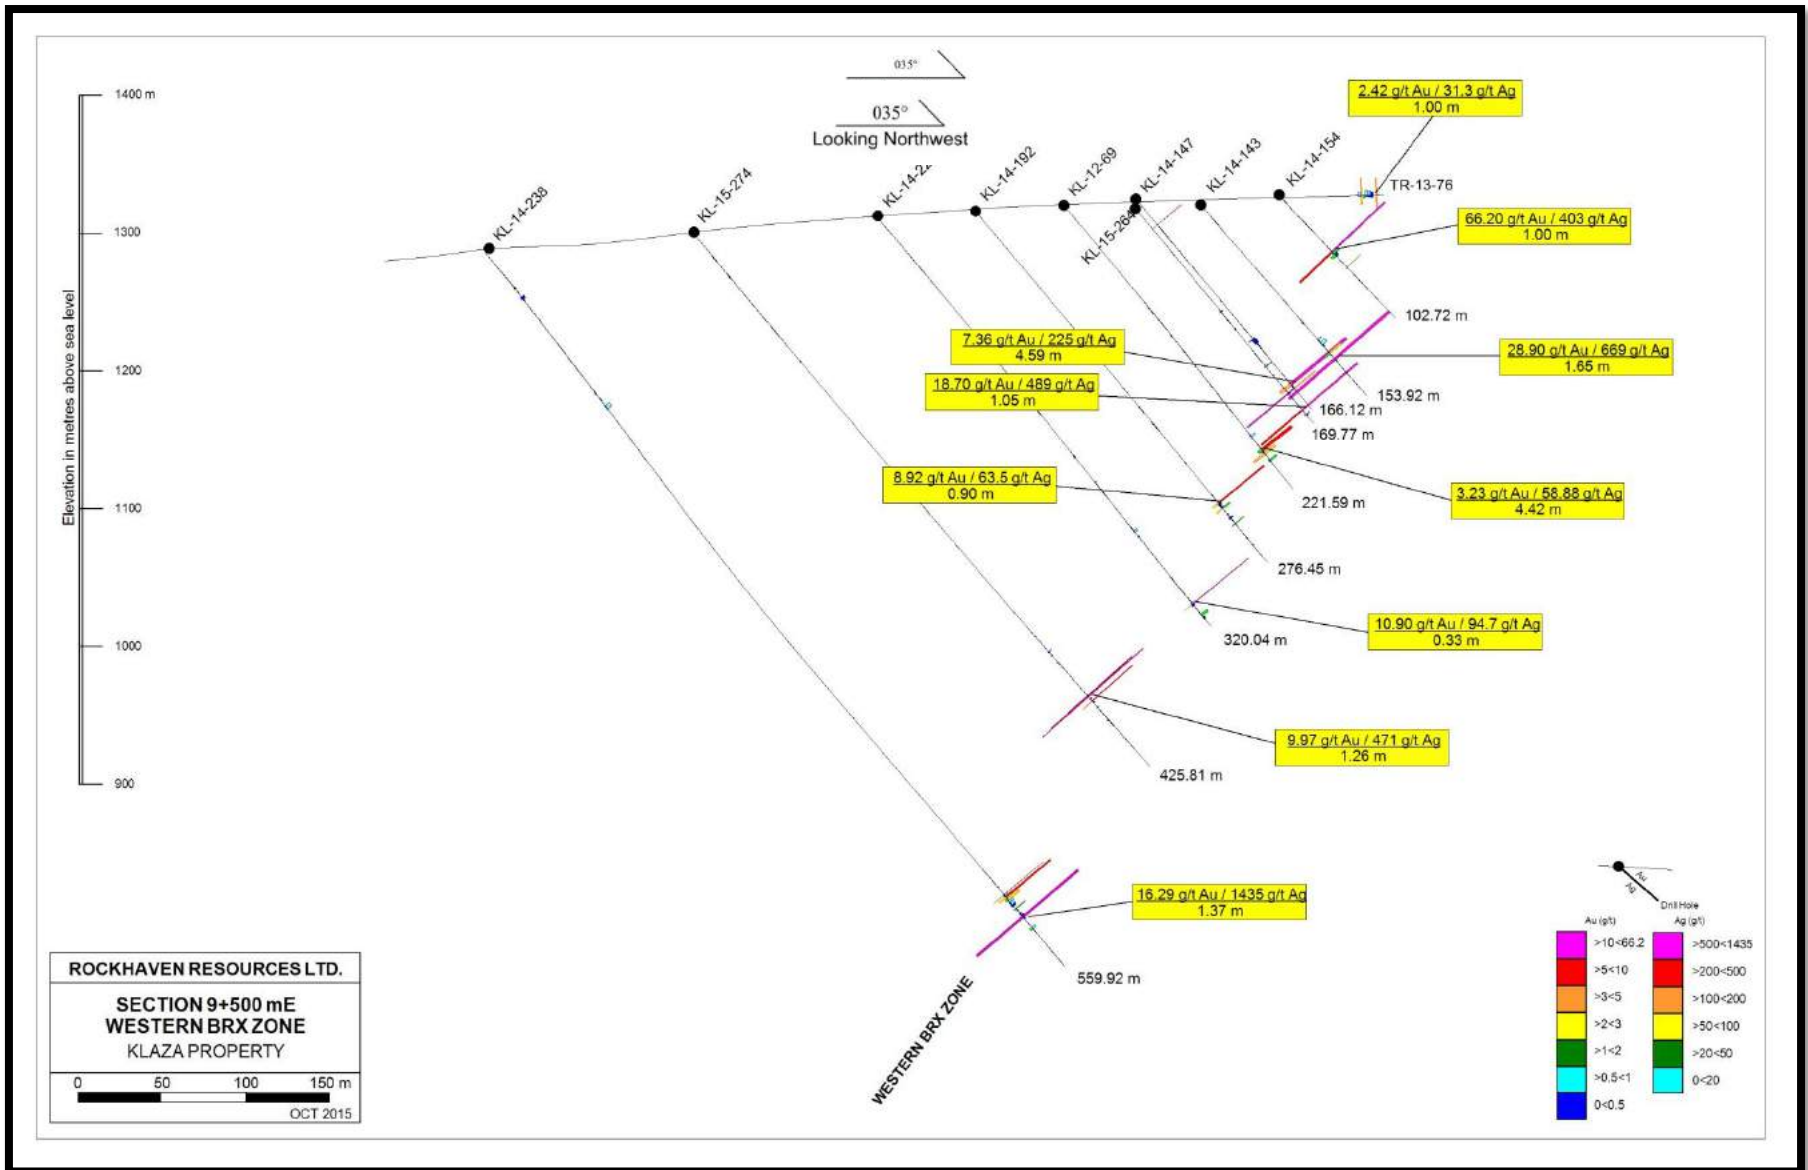 035°
035°
Looking Northwest
1400 m
1300
1200
1100
1000
900
Elevation in metres above sea level
KL-14-238
KL-15-274
KL-14-192
KL-12-69
KL-14-147
KL-15-264
KL-14-143
KL-14-154
TR-13-76
2.42 g/t Au / 31.3 g/t Ag
1.00 m
66.20 g/t Au / 403 g/t Ag
1.00 m
102.72 m
7.36 g/t Au / 225 g/t Ag
4.59 m
28.90 g/t Au / 669 g/t Ag
1.65 m
18.70 g/t Au / 489 g/t Ag
1.05 m
153.92 m
166.12 m
169.77 m
8.92 g/t Au / 63.5 g/t Ag
0.90 m
3.23 g/t Au / 58.88 g/t Ag
4.42 m
221.59 m
276.45 m
10.90 g/t Au / 94.7 g/t Ag
0.33 m
320.04 m
9.97 g/t Au / 471 g/t Ag
1.26 m
425.81 m
16.29 g/t Au / 1435 g/t Ag
1.37 m
559.92 m
WESTERN BRX ZONE
ROCKHAVEN RESOURCES LTD.
SECTION 9+500 mE
WESTERN BRX ZONE
KLAZA PROPERTY
0 50 100 150 m
OCT 2015
Au
Ag
Drill Hole
Au (g/t) Ag (g/t)
>10<66.2 >500<1435
>5<10 >200<500
>3<5 >100<200
>2<3 >50<100
>1<2 >20<50
>0.5<1 0<20
0<0.5